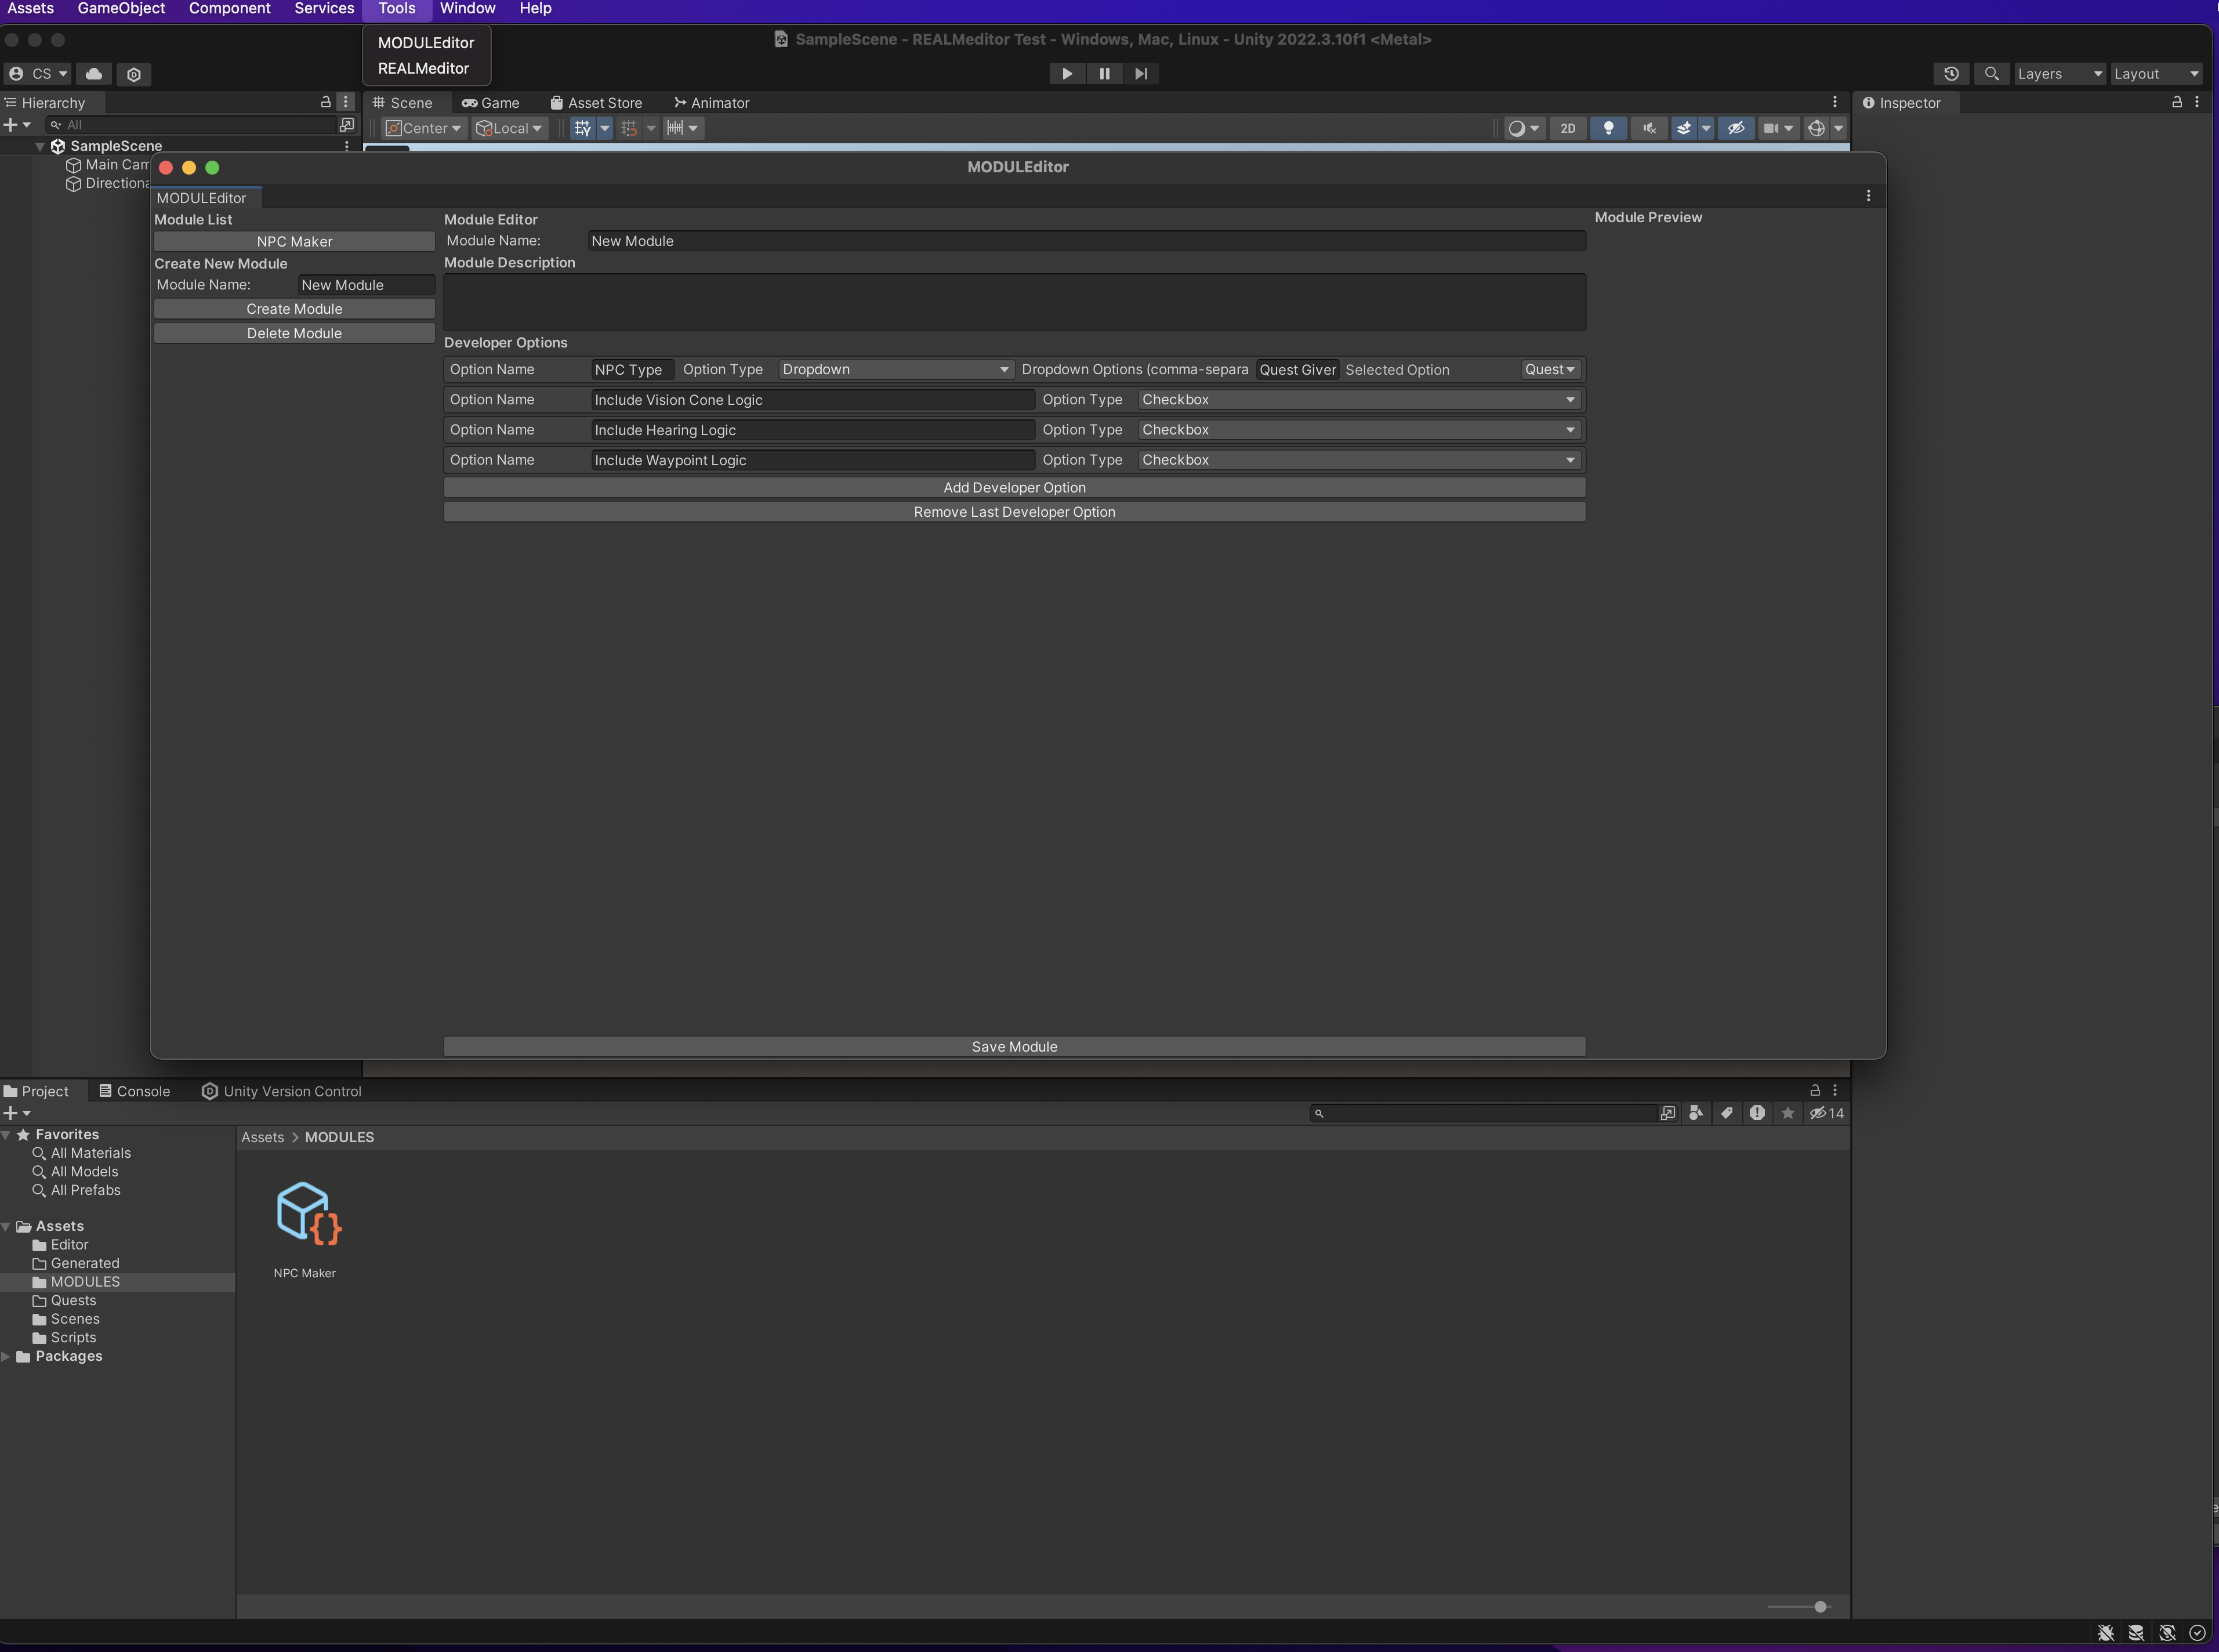 Assets GameObject Component Services Tools Window Help
MODULEditor
REALMeditor
SampleScene - REALMeditor Test - Windows, Mac, Linux - Unity 2022.3.10f1 <Metal>
CS
Layers
Layout
Hierarchy
Scene
Game
Asset Store
Animator
Inspector
All
Center
Local
2D
SampleScene
Main Cam
Directiona
MODULEditor
MODULEditor
Module List
NPC Maker
Create New Module
Module Name: New Module
Create Module
Delete Module
Module Editor
Module Name: New Module
Module Description
Developer Options
Option Name NPC Type Option Type Dropdown Dropdown Options (comma-separa Quest Giver Selected Option Quest
Option Name Include Vision Cone Logic Option Type Checkbox
Option Name Include Hearing Logic Option Type Checkbox
Option Name Include Waypoint Logic Option Type Checkbox
Add Developer Option
Remove Last Developer Option
Save Module
Module Preview
Project
Console
Unity Version Control
14
Favorites
All Materials
All Models
All Prefabs
Assets
Editor
Generated
MODULES
Quests
Scenes
Scripts
Packages
Assets > MODULES
NPC Maker